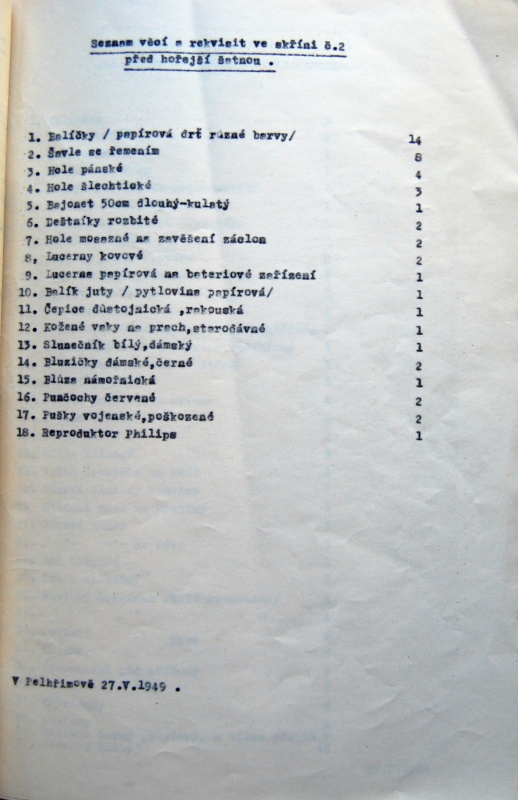 Seznam věcí a rekvisit ve skříni č.2
před hořejší šatnou .
1. Balíčky / papírová drť různé barvy/ 14
2. Šavle se řemením 8
3. Hole pánské 4
4. Hole šlechtické 3
5. Bajonet 50cm dlouhý-kulatý 1
6. Deštníky rozbité 2
7. Hole mosazné na zavěšení záclon 2
8, Lucerny kovové 2
9. Lucerna papírová na bateriové zařízení 1
10. Balík juty / pytlovina papírová/ 1
11. Čepice důstojnická ,rakouská 1
12. Kožené vaky na prach,starodávné 1
13. Slunečník bílý,dámský 1
14. Bluzičky dámské,černé 2
15. Blůza námořnická 1
16. Punčochy červené 2
17. Pušky vojenské,poškozené 2
18. Reproduktor Philips 1
V Pelhřimově 27.V.1949 .